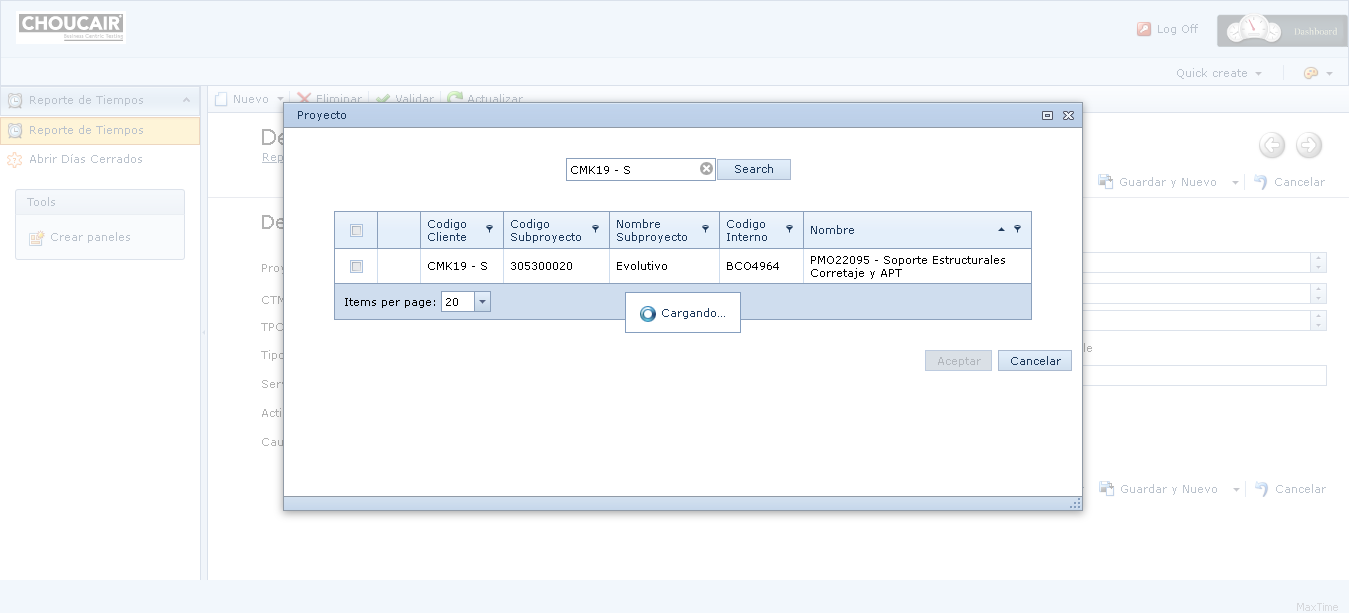 CHOUCAIR
Business Centric Testing
Log Off
Dashboard
Quick create
Reporte de Tiempos
Nuevo
Eliminar
Validar
Actualizar
Reporte de Tiempos
Abrir Días Cerrados
Tools
Crear paneles
De
Rep
Guardar y Nuevo
Cancelar
De
Proy
CTM
TPC
Tipo
le
Serv
Acti
Cau
Guardar y Nuevo
Cancelar
Proyecto
CMK19 - S
Search
Codigo Cliente
Codigo Subproyecto
Nombre Subproyecto
Codigo Interno
Nombre
CMK19 - S
305300020
Evolutivo
BCO4964
PMO22095 - Soporte Estructurales
Corretaje y APT
Items per page:
20
Cargando...
Aceptar
Cancelar
MaxTime